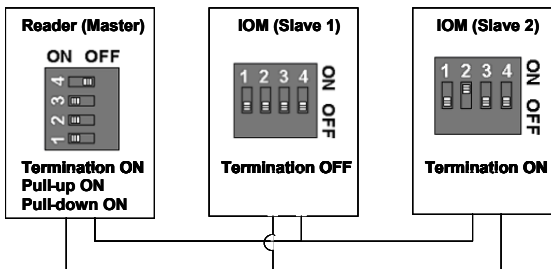 Reader (Master)
ON OFF
4
3
2
1
Termination ON
Pull-up ON
Pull-down ON
IOM (Slave 1)
1 2 3 4
ON
OFF
Termination OFF
IOM (Slave 2)
1 2 3 4
ON
OFF
Termination ON